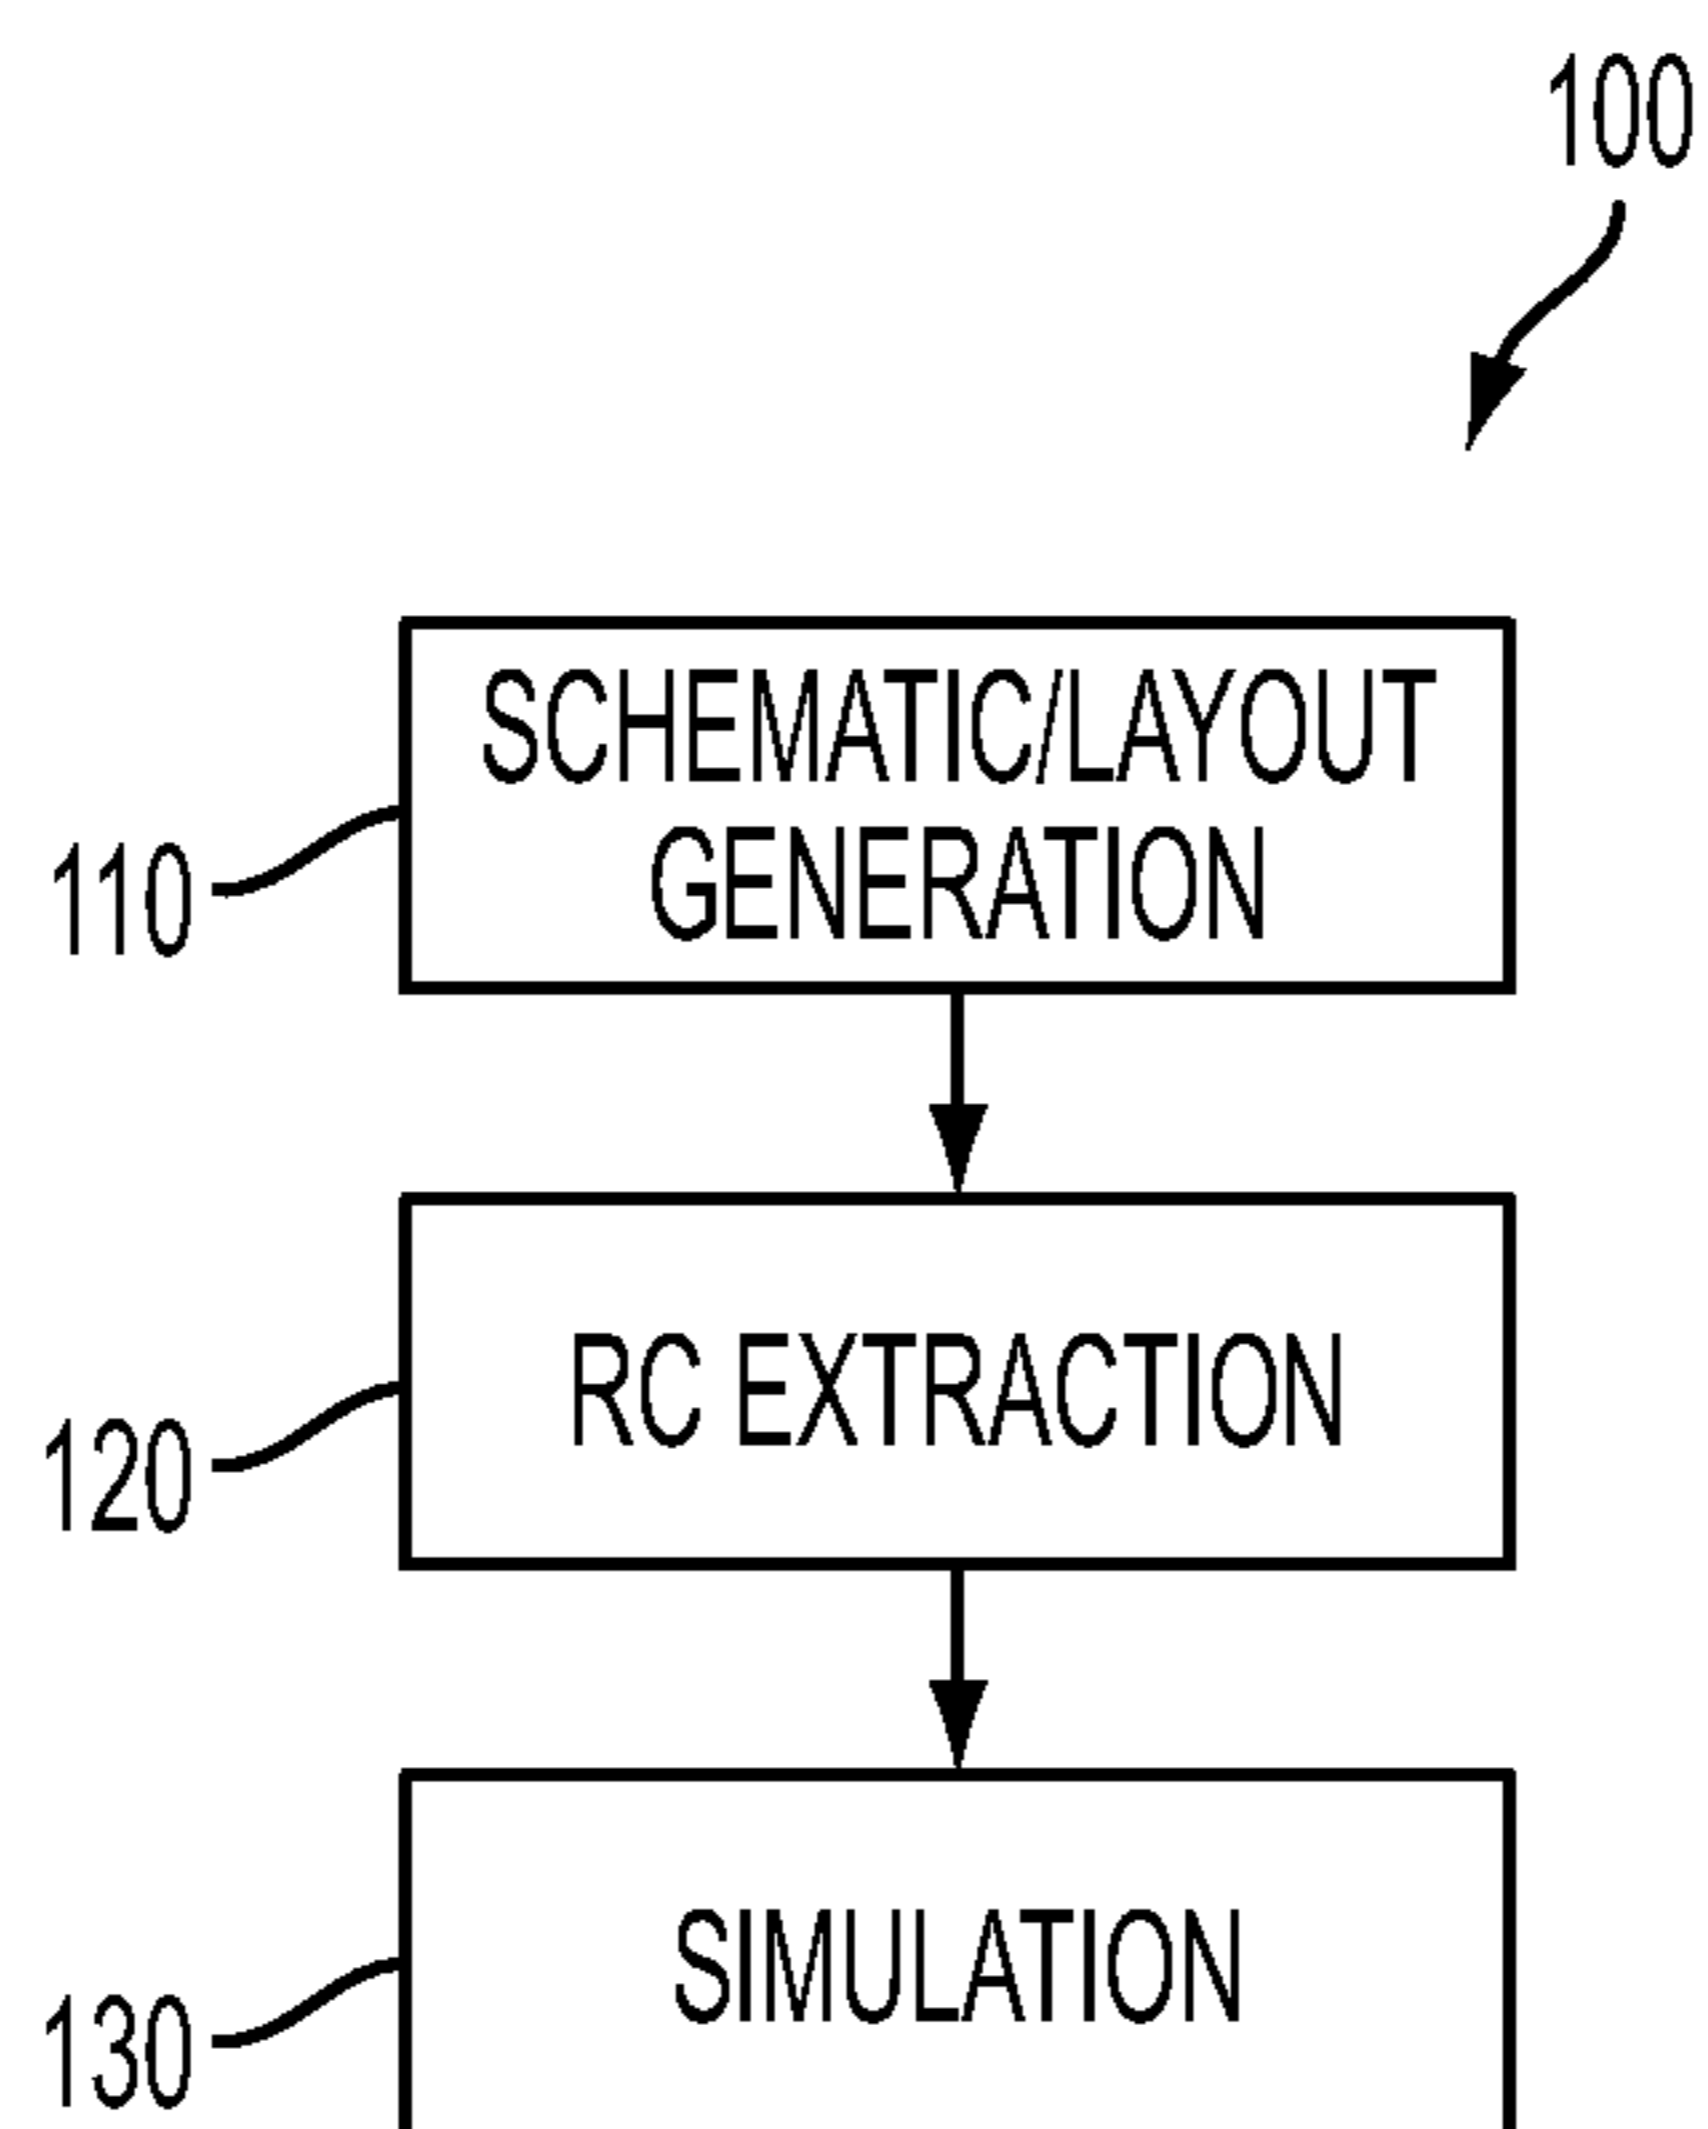 100
SCHEMATIC/LAYOUT
GENERATION
110
RC EXTRACTION
120
SIMULATION
130